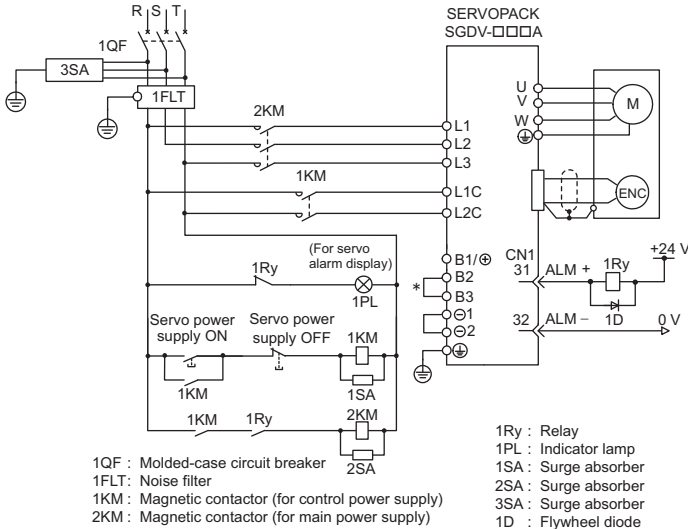 R S T
SERVOPACK
SGDV-□□□A
1QF
3SA
1FLT
2KM
U
V
W
M
L1
L2
L3
1KM
L1C
L2C
ENC
(For servo
alarm display)
1Ry
1PL
B1/⊕
B2
*
B3
⊖1
⊖2
CN1
31
ALM +
1Ry
+24 V
1D
32
ALM −
0 V
Servo power
supply ON
Servo power
supply OFF
1KM
1KM
1SA
1KM
1Ry
2KM
2SA
1QF : Molded-case circuit breaker
1FLT: Noise filter
1KM : Magnetic contactor (for control power supply)
2KM : Magnetic contactor (for main power supply)
1Ry : Relay
1PL : Indicator lamp
1SA : Surge absorber
2SA : Surge absorber
3SA : Surge absorber
1D : Flywheel diode